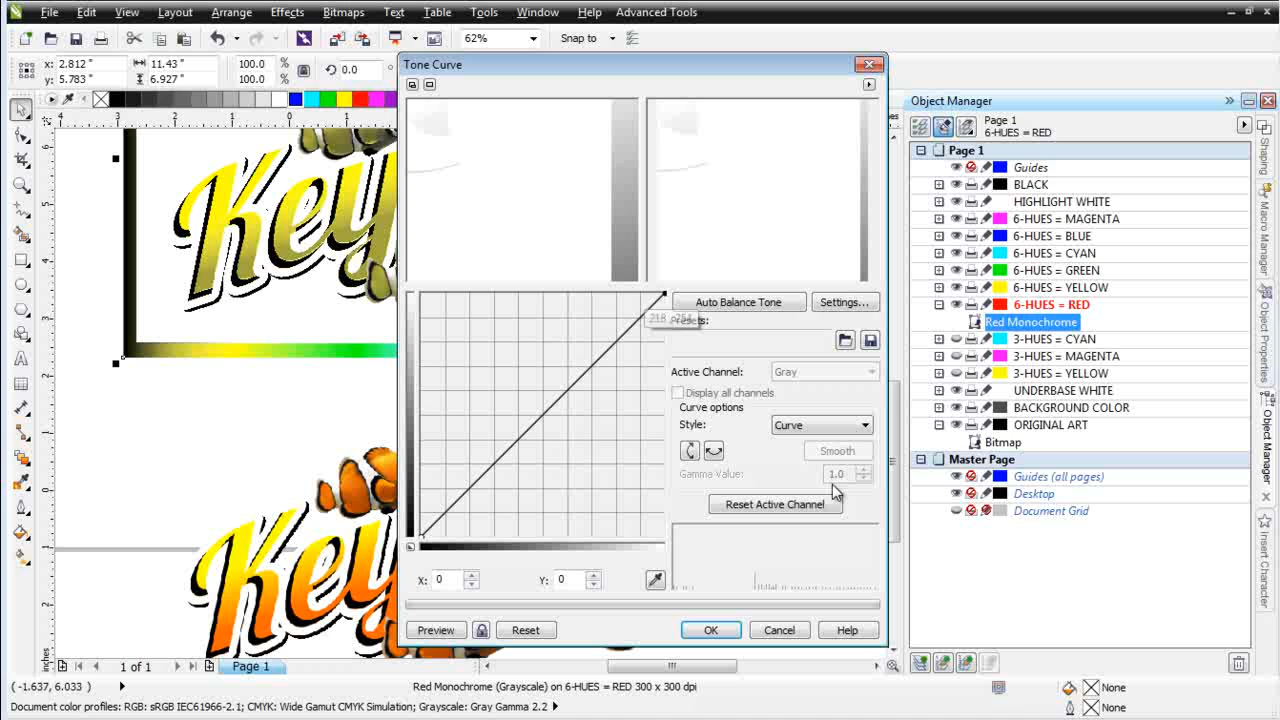 File Edit View Layout Arrange Effects Bitmaps Text Table Tools Window Help Advanced Tools
62% Snap to
x: 2.812 " 11.43 " 100.0 % 0.0 °
y: 5.783 " 6.927 " 100.0 %
Tone Curve
4 3 2 1 0 1
Key
Key
Auto Balance Tone Settings...
218
Active Channel: Gray
Display all channels
Curve options
Style: Curve
Smooth
Gamma Value: 1.0
Reset Active Channel
X: 0 Y: 0
Preview Reset OK Cancel Help
Object Manager
Page 1
6-HUES = RED
Page 1
Guides
BLACK
HIGHLIGHT WHITE
6-HUES = MAGENTA
6-HUES = BLUE
6-HUES = CYAN
6-HUES = GREEN
6-HUES = YELLOW
6-HUES = RED
Red Monochrome
3-HUES = CYAN
3-HUES = MAGENTA
3-HUES = YELLOW
UNDERBASE WHITE
BACKGROUND COLOR
ORIGINAL ART
Bitmap
Master Page
Guides (all pages)
Desktop
Document Grid
Shaping
Macro Manager
Object Properties
Object Manager
Insert Character
inches
1 of 1 Page 1
( -1.637, 6.033 ) Red Monochrome (Grayscale) on 6-HUES = RED 300 x 300 dpi None
Document color profiles: RGB: sRGB IEC61966-2.1; CMYK: Wide Gamut CMYK Simulation; Grayscale: Gray Gamma 2.2 None